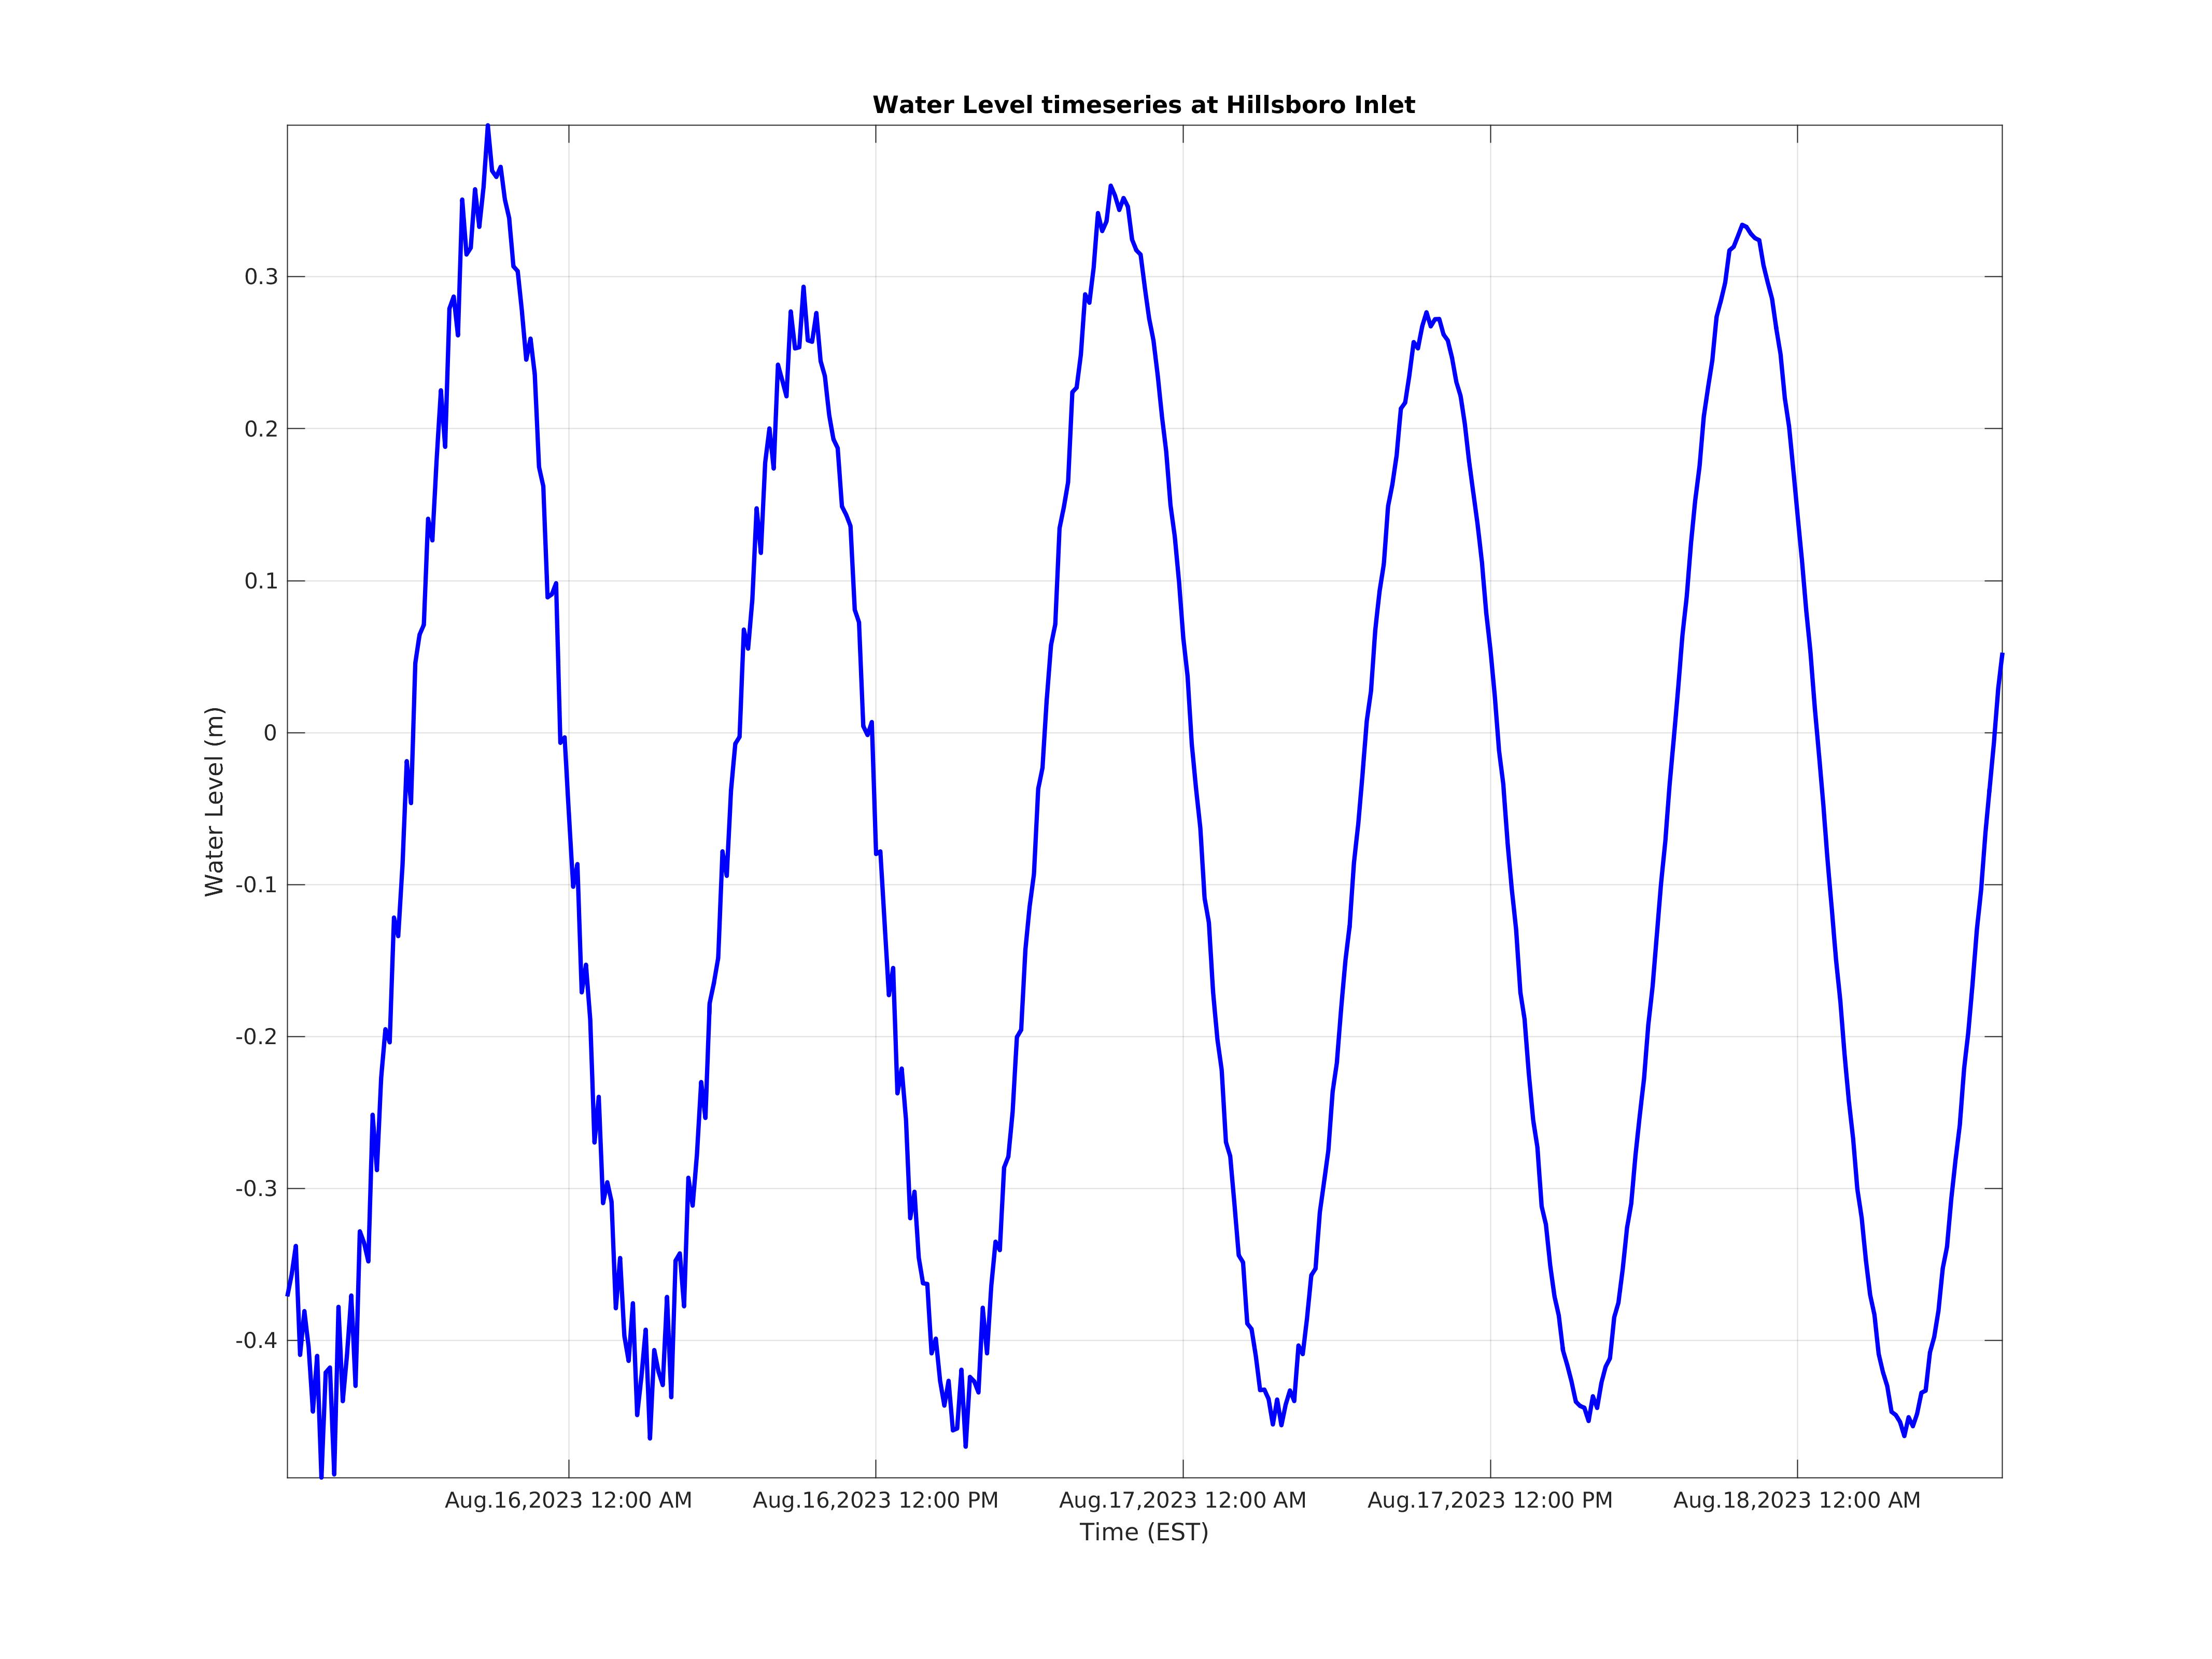 Water Level timeseries at Hillsboro Inlet
0.3
0.2
0.1
0
-0.1
-0.2
-0.3
-0.4
Water Level (m)
Aug.16,2023 12:00 AM
Aug.16,2023 12:00 PM
Aug.17,2023 12:00 AM
Aug.17,2023 12:00 PM
Aug.18,2023 12:00 AM
Time (EST)